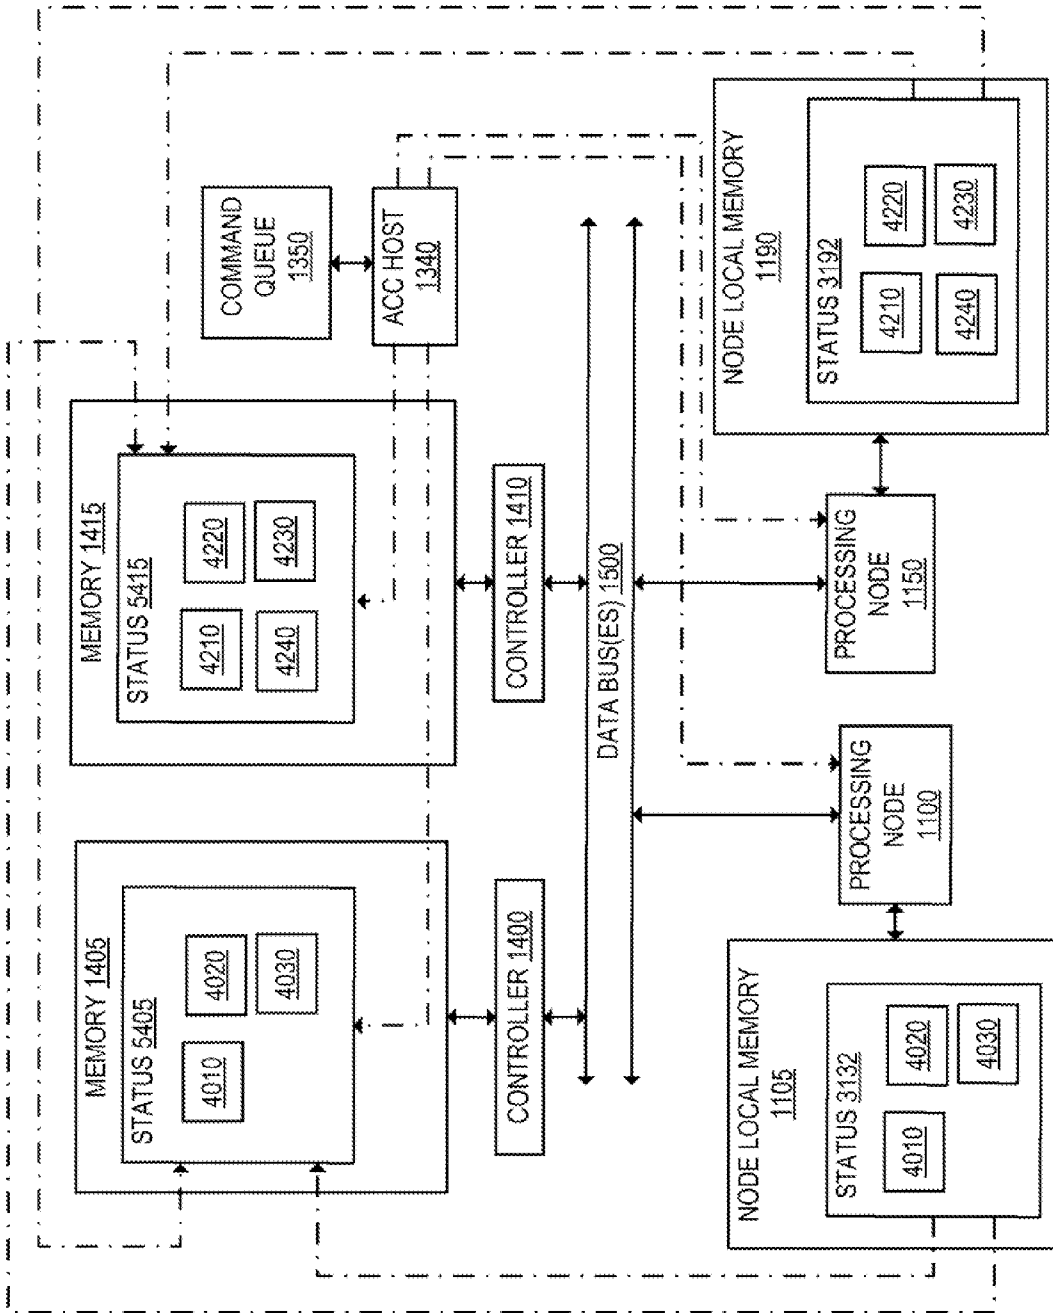 MEMORY 1405
STATUS 5405
4010
4020
4030
MEMORY 1415
STATUS 5415
4210
4220
4240
4230
COMMAND
QUEUE
1350
ACC HOST
1340
CONTROLLER 1400
CONTROLLER 1410
DATA BUS(ES) 1500
NODE LOCAL MEMORY
1105
STATUS 3132
4010
4020
4030
PROCESSING
NODE
1100
PROCESSING
NODE
1150
NODE LOCAL MEMORY
1190
STATUS 3192
4210
4220
4240
4230